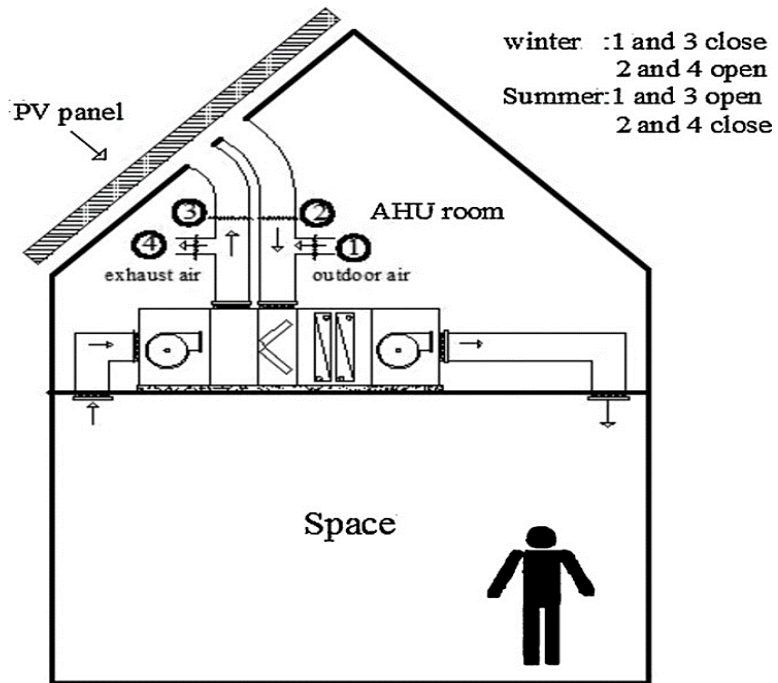 winter :1 and 3 close
2 and 4 open
Summer:1 and 3 open
2 and 4 close
PV panel
3
2
AHU room
4
1
exhaust air
outdoor air
Space